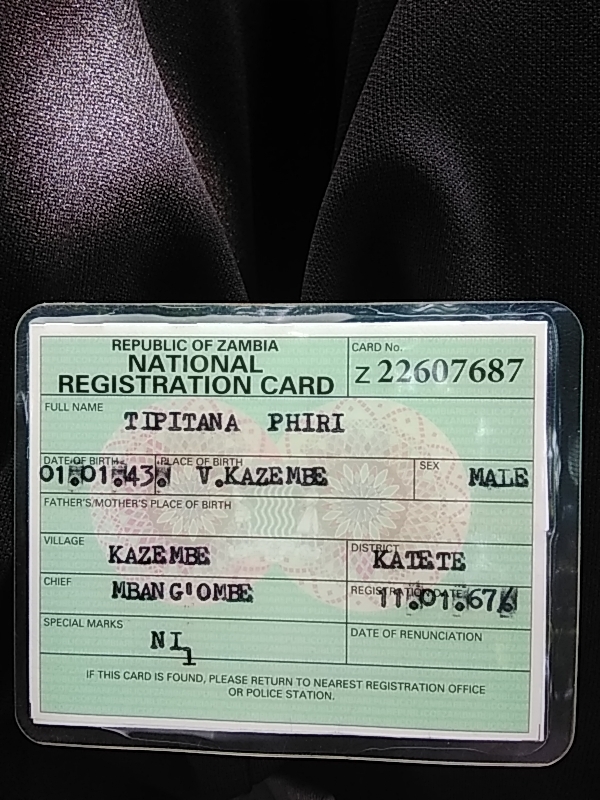 REPUBLIC OF ZAMBIA
NATIONAL
REGISTRATION CARD
CARD No.
Z 22607687
FULL NAME
TIPITANA PHIRI
DATE OF BIRTH
01.01.43.
PLACE OF BIRTH
V.KAZEMBE
SEX
MALE
FATHER'S/MOTHER'S PLACE OF BIRTH
VILLAGE
KAZEMBE
DISTRICT
KATETE
CHIEF
MBANG'OMBE
REGISTRATION DATE
11.01.67
SPECIAL MARKS
NIL
DATE OF RENUNCIATION
IF THIS CARD IS FOUND, PLEASE RETURN TO NEAREST REGISTRATION OFFICE
OR POLICE STATION.